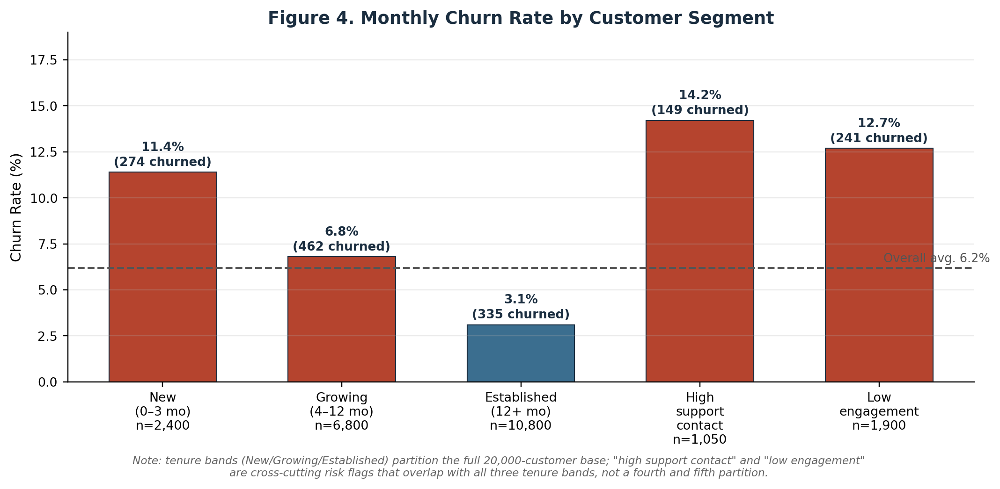 Figure 4. Monthly Churn Rate by Customer Segment
Churn Rate (%)
17.5
15.0
12.5
10.0
7.5
5.0
2.5
0.0
11.4%
(274 churned)
6.8%
(462 churned)
3.1%
(335 churned)
14.2%
(149 churned)
12.7%
(241 churned)
Overall avg. 6.2%
New
(0–3 mo)
n=2,400
Growing
(4–12 mo)
n=6,800
Established
(12+ mo)
n=10,800
High
support
contact
n=1,050
Low
engagement
n=1,900
Note: tenure bands (New/Growing/Established) partition the full 20,000-customer base; "high support contact" and "low engagement"
are cross-cutting risk flags that overlap with all three tenure bands, not a fourth and fifth partition.